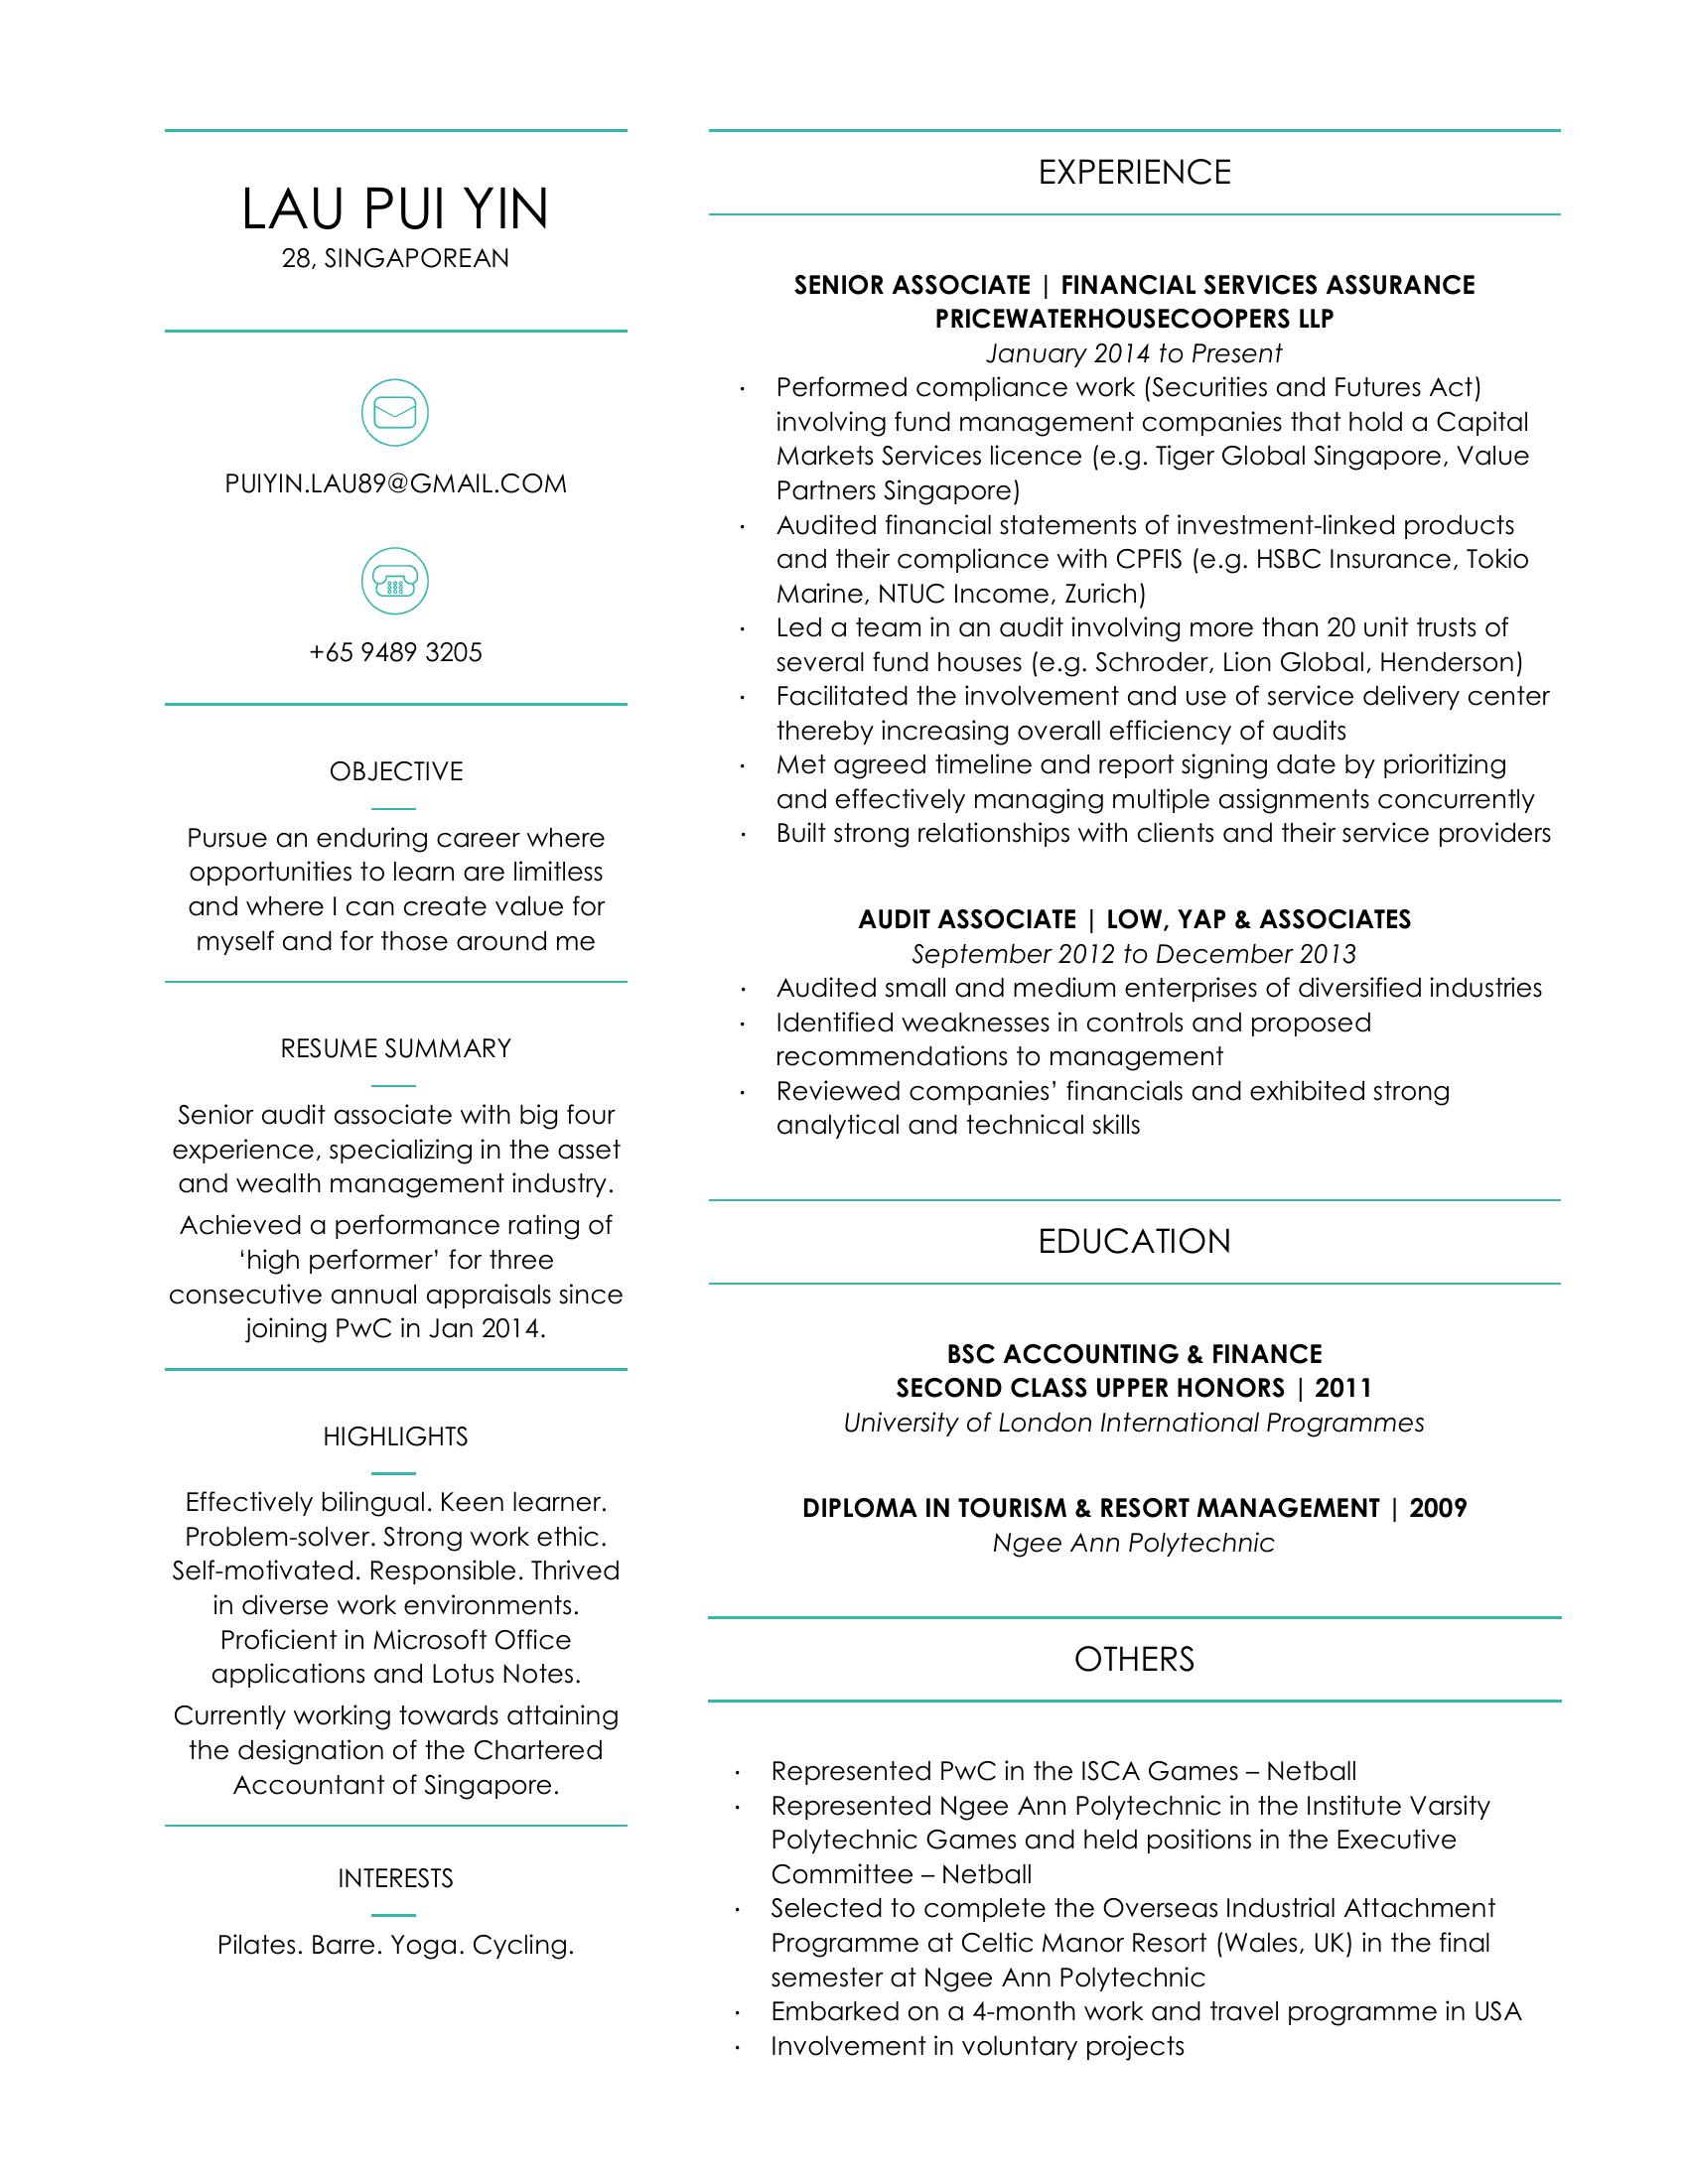 LAU PUI YIN
28, SINGAPOREAN
PUIYIN.LAU89@GMAIL.COM
+65 9489 3205
OBJECTIVE
Pursue an enduring career where
opportunities to learn are limitless
and where I can create value for
myself and for those around me
RESUME SUMMARY
Senior audit associate with big four
experience, specializing in the asset
and wealth management industry.
Achieved a performance rating of
‘high performer’ for three
consecutive annual appraisals since
joining PwC in Jan 2014.
HIGHLIGHTS
Effectively bilingual. Keen learner.
Problem-solver. Strong work ethic.
Self-motivated. Responsible. Thrived
in diverse work environments.
Proficient in Microsoft Office
applications and Lotus Notes.
Currently working towards attaining
the designation of the Chartered
Accountant of Singapore.
INTERESTS
Pilates. Barre. Yoga. Cycling.
EXPERIENCE
SENIOR ASSOCIATE | FINANCIAL SERVICES ASSURANCE
PRICEWATERHOUSECOOPERS LLP
January 2014 to Present
· Performed compliance work (Securities and Futures Act)
involving fund management companies that hold a Capital
Markets Services licence (e.g. Tiger Global Singapore, Value
Partners Singapore)
· Audited financial statements of investment-linked products
and their compliance with CPFIS (e.g. HSBC Insurance, Tokio
Marine, NTUC Income, Zurich)
· Led a team in an audit involving more than 20 unit trusts of
several fund houses (e.g. Schroder, Lion Global, Henderson)
· Facilitated the involvement and use of service delivery center
thereby increasing overall efficiency of audits
· Met agreed timeline and report signing date by prioritizing
and effectively managing multiple assignments concurrently
· Built strong relationships with clients and their service providers
AUDIT ASSOCIATE | LOW, YAP & ASSOCIATES
September 2012 to December 2013
· Audited small and medium enterprises of diversified industries
· Identified weaknesses in controls and proposed
recommendations to management
· Reviewed companies’ financials and exhibited strong
analytical and technical skills
EDUCATION
BSC ACCOUNTING & FINANCE
SECOND CLASS UPPER HONORS | 2011
University of London International Programmes
DIPLOMA IN TOURISM & RESORT MANAGEMENT | 2009
Ngee Ann Polytechnic
OTHERS
· Represented PwC in the ISCA Games – Netball
· Represented Ngee Ann Polytechnic in the Institute Varsity
Polytechnic Games and held positions in the Executive
Committee – Netball
· Selected to complete the Overseas Industrial Attachment
Programme at Celtic Manor Resort (Wales, UK) in the final
semester at Ngee Ann Polytechnic
· Embarked on a 4-month work and travel programme in USA
· Involvement in voluntary projects